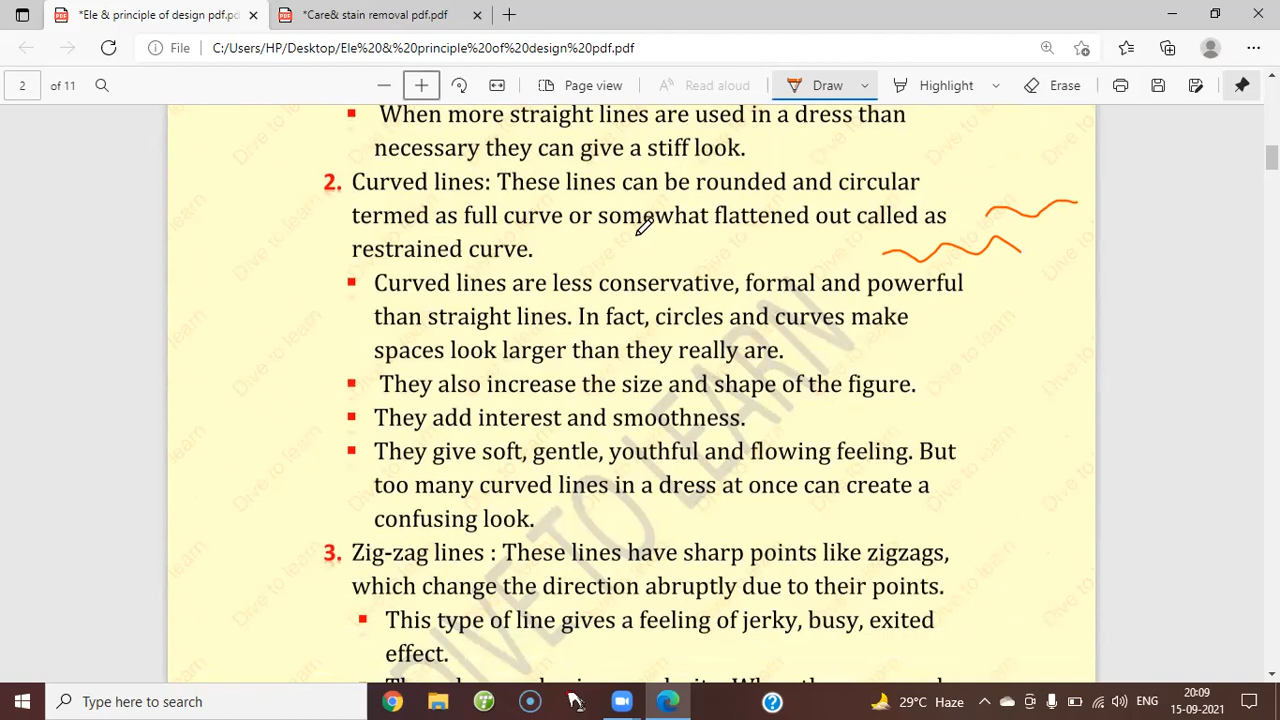 *Ele & principle of design pdf.pdf
*Care& stain removal pdf.pdf
File
C:/Users/HP/Desktop/Ele%20&%20principle%20of%20design%20pdf.pdf
2 of 11
Page view
Read aloud
Draw
Highlight
Erase
When more straight lines are used in a dress than
necessary they can give a stiff look.
2. Curved lines: These lines can be rounded and circular
termed as full curve or somewhat flattened out called as
restrained curve.
Curved lines are less conservative, formal and powerful
than straight lines. In fact, circles and curves make
spaces look larger than they really are.
They also increase the size and shape of the figure.
They add interest and smoothness.
They give soft, gentle, youthful and flowing feeling. But
too many curved lines in a dress at once can create a
confusing look.
3. Zig-zag lines : These lines have sharp points like zigzags,
which change the direction abruptly due to their points.
This type of line gives a feeling of jerky, busy, exited
effect.
DIVE TO LEARN
Dive to learn
Type here to search
29°C Haze
ENG
20:09
15-09-2021